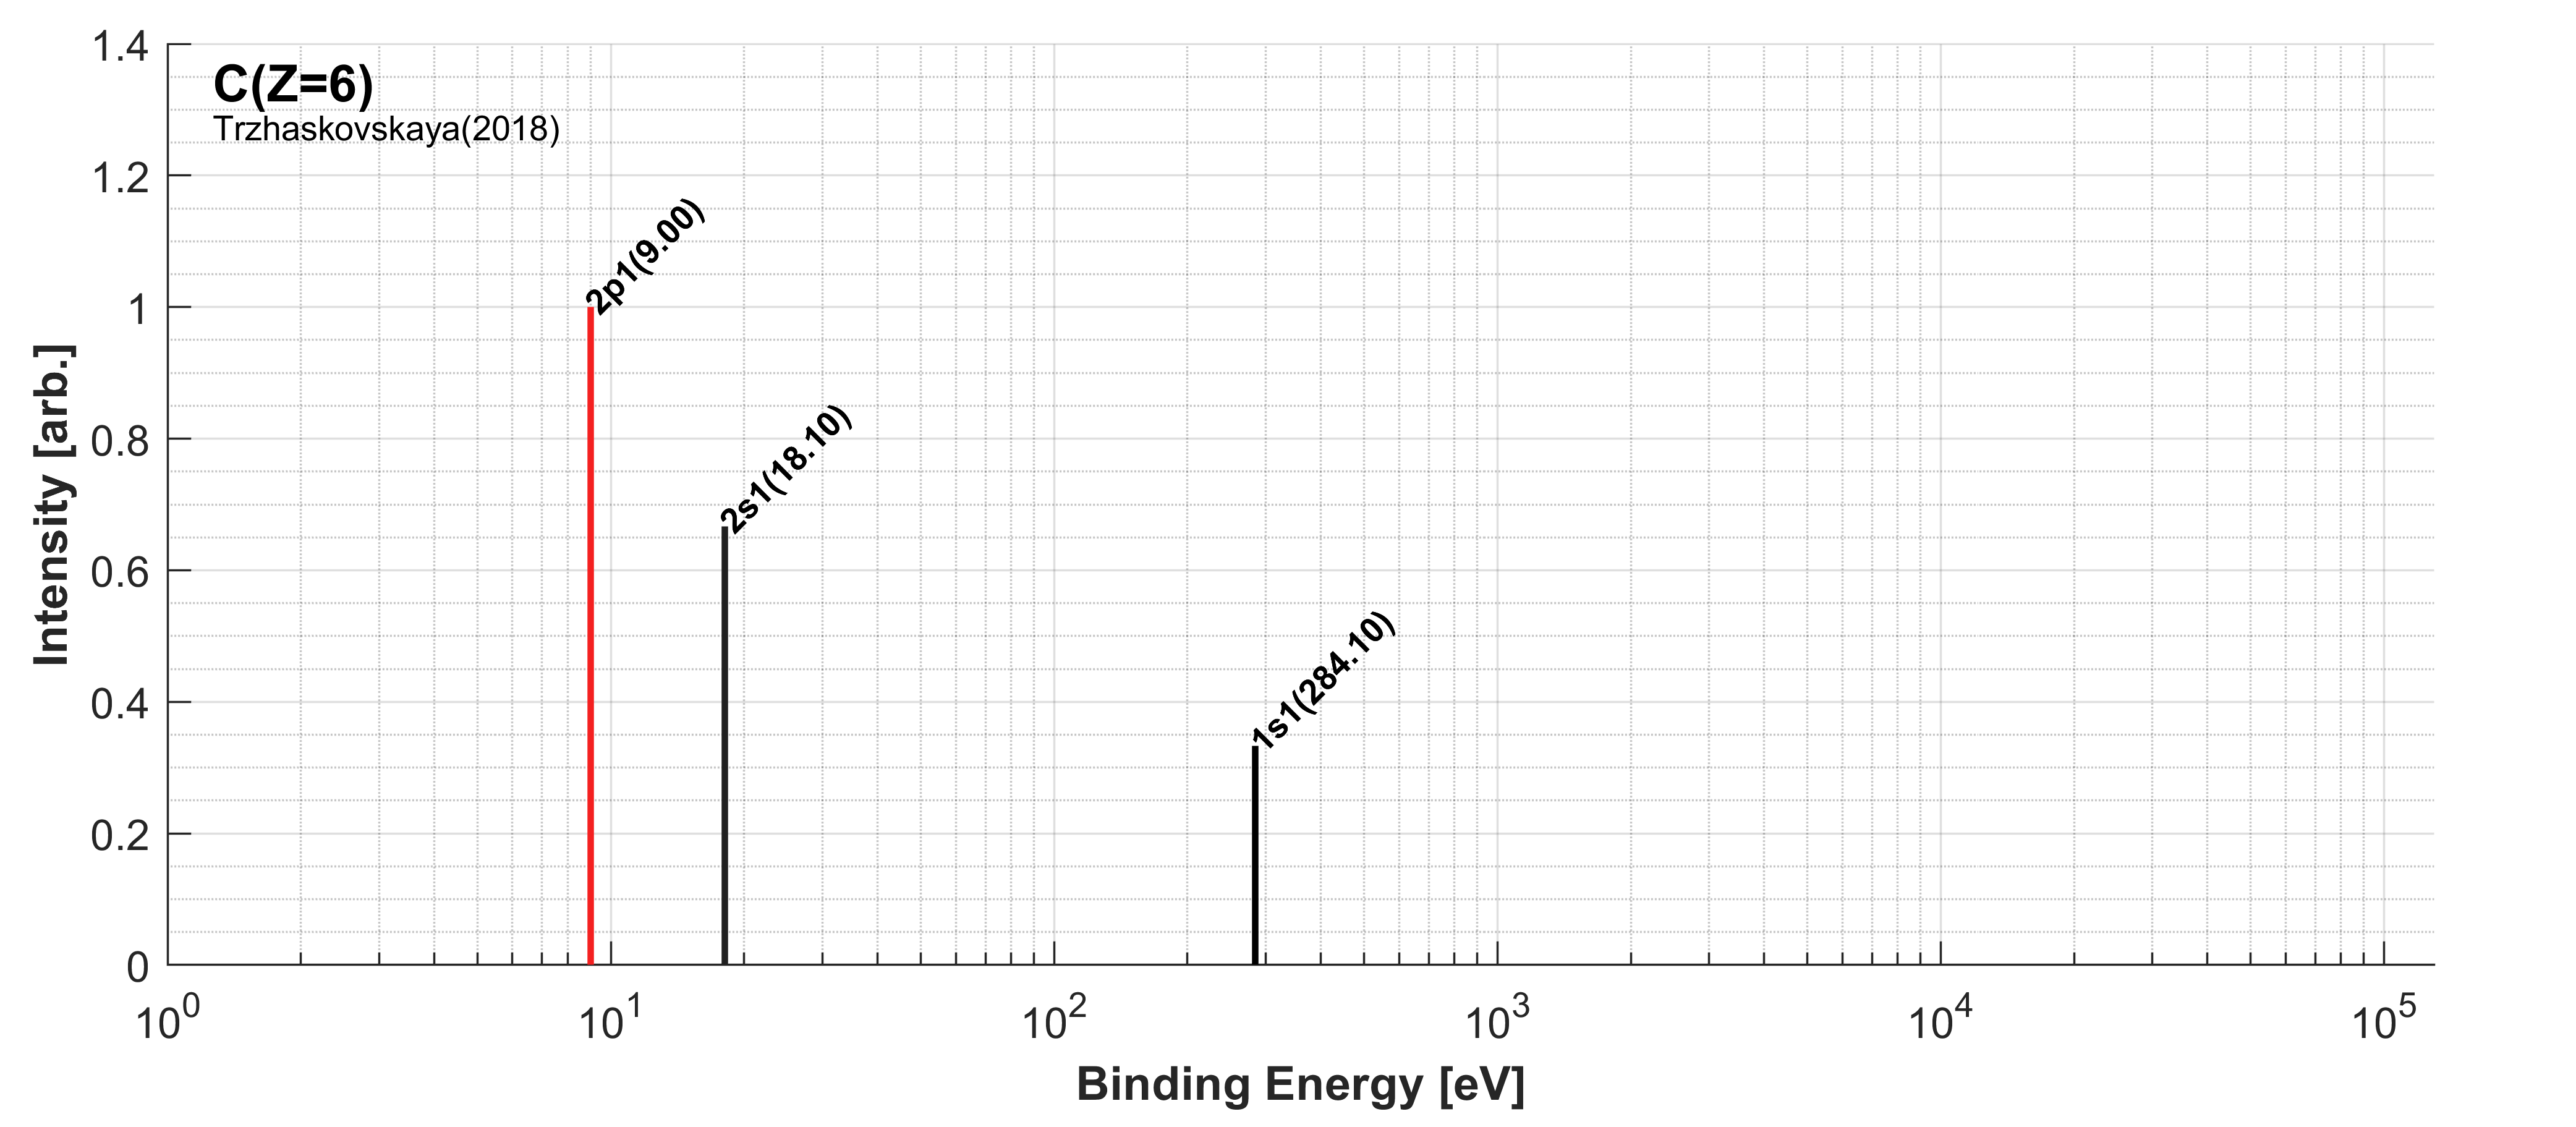 C(Z=6)
Trzhaskovskaya(2018)
Intensity [arb.]
1.4
1.2
1
0.8
0.6
0.4
0.2
0
2p1(9.00)
2s1(18.10)
1s1(284.10)
10^0 10^1 10^2 10^3 10^4 10^5
Binding Energy [eV]